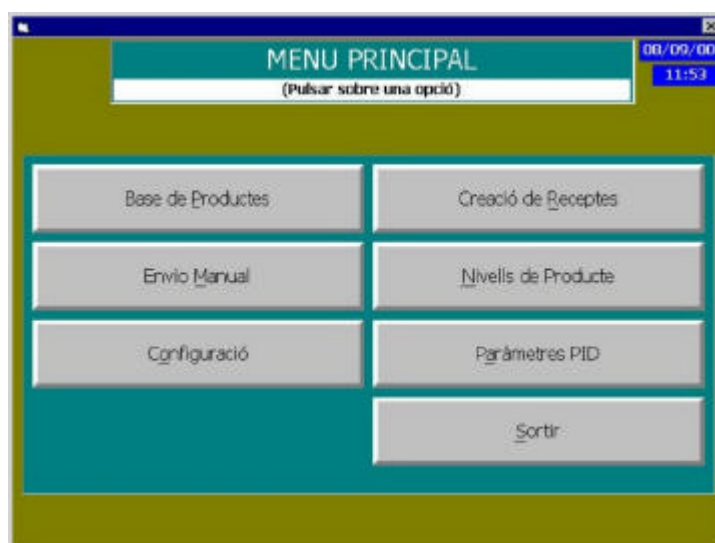 MENU PRINCIPAL
(Pulsar sobre una opció)
08/09/00
11:53
Base de Productes
Creació de Receptes
Envio Manual
Nivells de Producte
Configuració
Paràmetres PID
Sortir